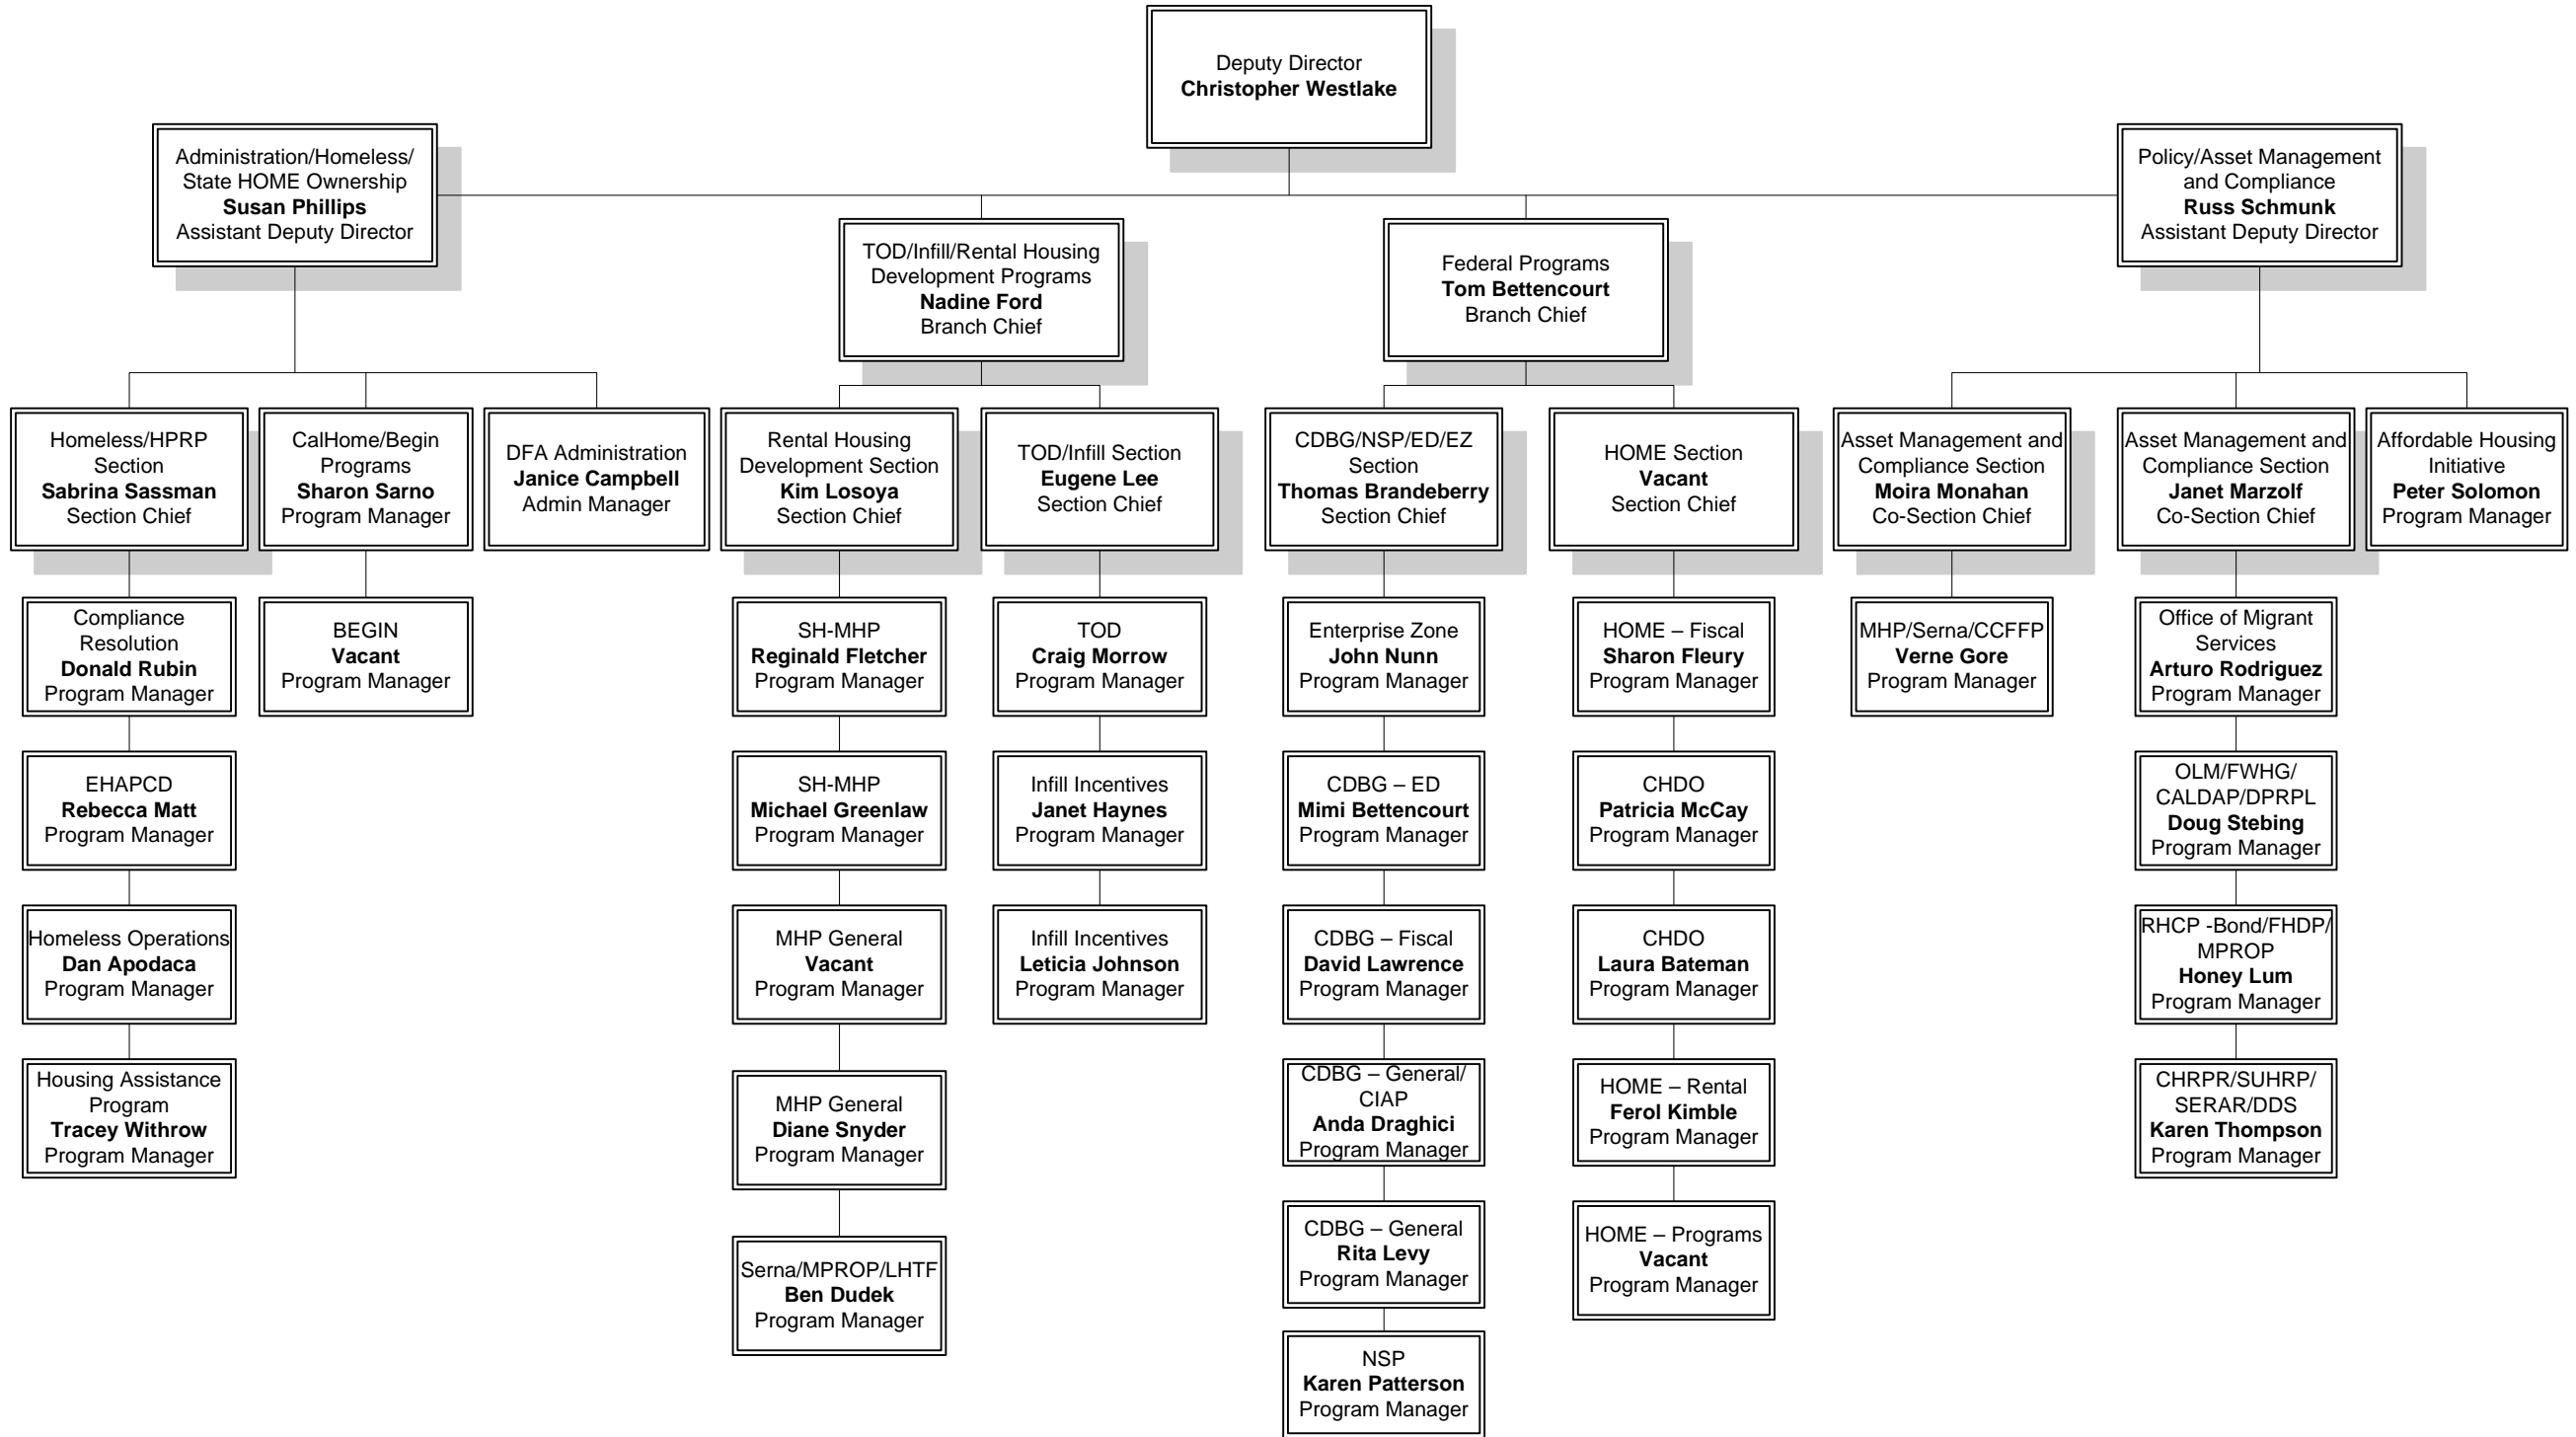 Deputy Director
Christopher Westlake
Administration/Homeless/
State HOME Ownership
Susan Phillips
Assistant Deputy Director
Policy/Asset Management
and Compliance
Russ Schmunk
Assistant Deputy Director
TOD/Infill/Rental Housing
Development Programs
Nadine Ford
Branch Chief
Federal Programs
Tom Bettencourt
Branch Chief
Homeless/HPRP
Section
Sabrina Sassman
Section Chief
CalHome/Begin
Programs
Sharon Sarno
Program Manager
DFA Administration
Janice Campbell
Admin Manager
Rental Housing
Development Section
Kim Losoya
Section Chief
TOD/Infill Section
Eugene Lee
Section Chief
CDBG/NSP/ED/EZ
Section
Thomas Brandeberry
Section Chief
HOME Section
Vacant
Section Chief
Asset Management and
Compliance Section
Moira Monahan
Co-Section Chief
Asset Management and
Compliance Section
Janet Marzolf
Co-Section Chief
Affordable Housing
Initiative
Peter Solomon
Program Manager
Compliance
Resolution
Donald Rubin
Program Manager
BEGIN
Vacant
Program Manager
SH-MHP
Reginald Fletcher
Program Manager
TOD
Craig Morrow
Program Manager
Enterprise Zone
John Nunn
Program Manager
HOME – Fiscal
Sharon Fleury
Program Manager
MHP/Serna/CCFFP
Verne Gore
Program Manager
Office of Migrant
Services
Arturo Rodriguez
Program Manager
EHAPCD
Rebecca Matt
Program Manager
SH-MHP
Michael Greenlaw
Program Manager
Infill Incentives
Janet Haynes
Program Manager
CDBG – ED
Mimi Bettencourt
Program Manager
CHDO
Patricia McCay
Program Manager
OLM/FWHG/
CALDAP/DPRPL
Doug Stebing
Program Manager
Homeless Operations
Dan Apodaca
Program Manager
MHP General
Vacant
Program Manager
Infill Incentives
Leticia Johnson
Program Manager
CDBG – Fiscal
David Lawrence
Program Manager
CHDO
Laura Bateman
Program Manager
RHCP -Bond/FHDP/
MPROP
Honey Lum
Program Manager
Housing Assistance
Program
Tracey Withrow
Program Manager
MHP General
Diane Snyder
Program Manager
CDBG – General/
CIAP
Anda Draghici
Program Manager
HOME – Rental
Ferol Kimble
Program Manager
CHRPR/SUHRP/
SERAR/DDS
Karen Thompson
Program Manager
Serna/MPROP/LHTF
Ben Dudek
Program Manager
CDBG – General
Rita Levy
Program Manager
HOME – Programs
Vacant
Program Manager
NSP
Karen Patterson
Program Manager